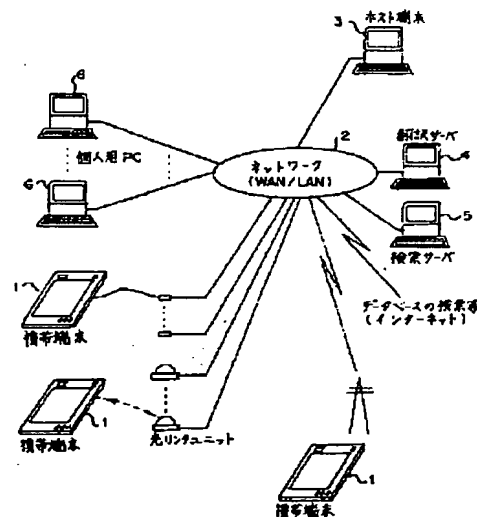 3
ホスト端末
6
2
個人用PC
ネットワーク
(WAN/LAN)
翻訳サーバ
4
6
5
検索サーバ
1
携帯端末
データベースの検索等
(インターネット)
1
携帯端末
光リンクユニット
1
携帯端末